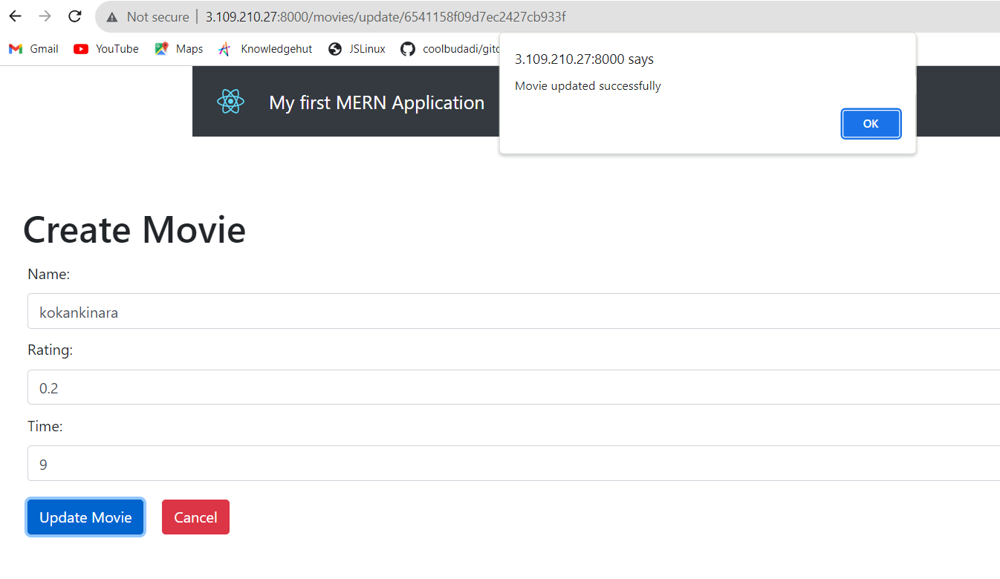 Not secure | 3.109.210.27:8000/movies/update/6541158f09d7ec2427cb933f
Gmail YouTube Maps Knowledgehut JSLinux coolbudadi/gitc
3.109.210.27:8000 says
Movie updated successfully
OK
My first MERN Application
Create Movie
Name:
kokankinara
Rating:
0.2
Time:
9
Update Movie Cancel